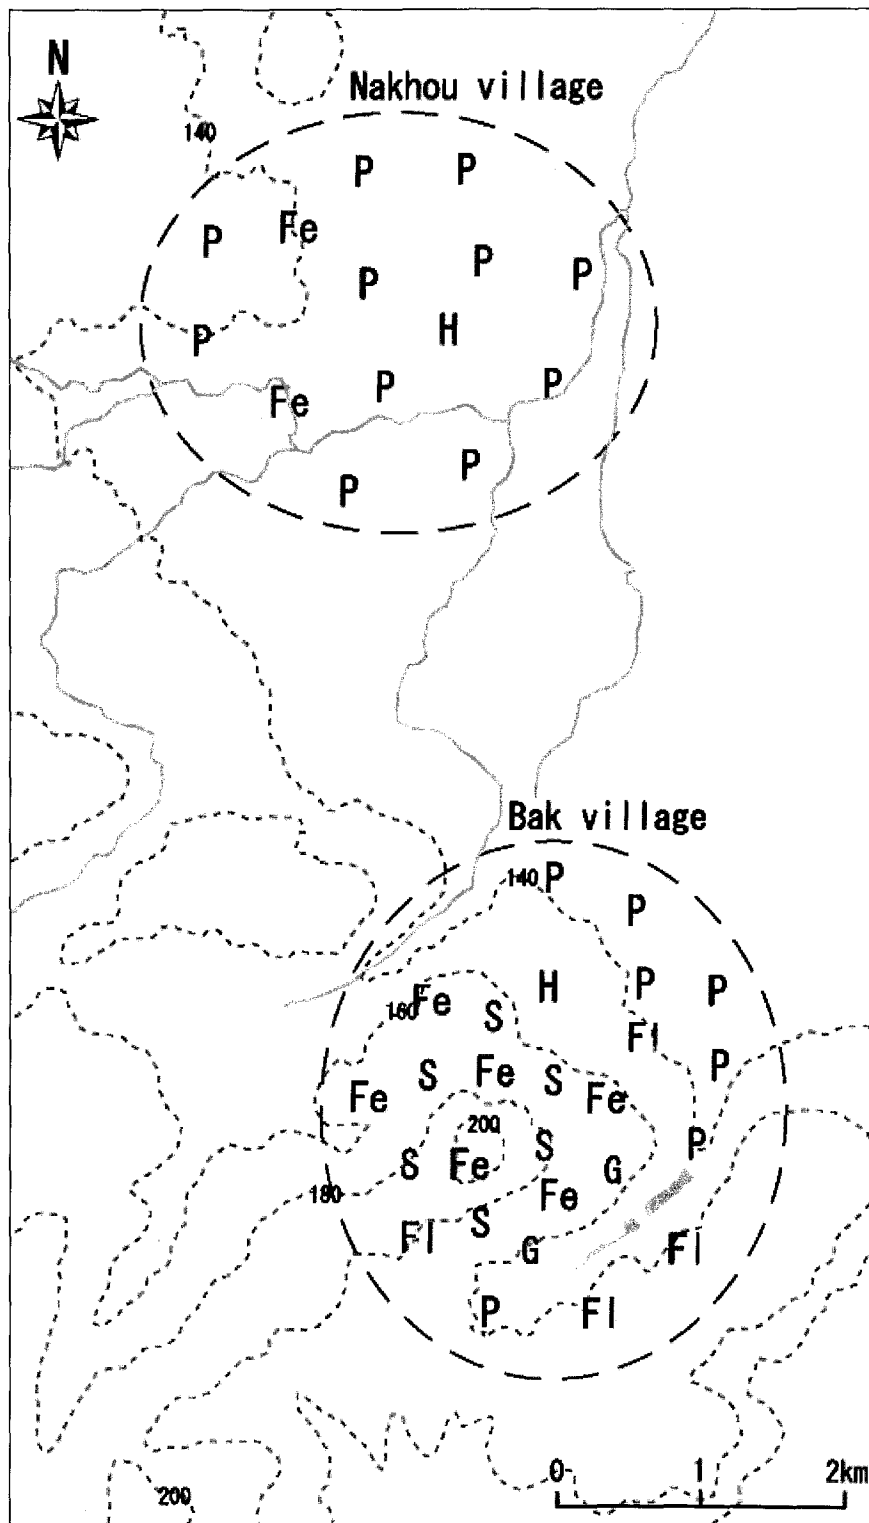 N
Nakhou village
140
P P
P Fe
P P P
H
P
P P
Fe
P P
Bak village
140 P
P
H P P
160 Fe S
Fl
S Fe S P
Fe Fe
200
S P
S Fe G
180 Fe
S
Fl G Fl
P Fl
0 1 2km
200